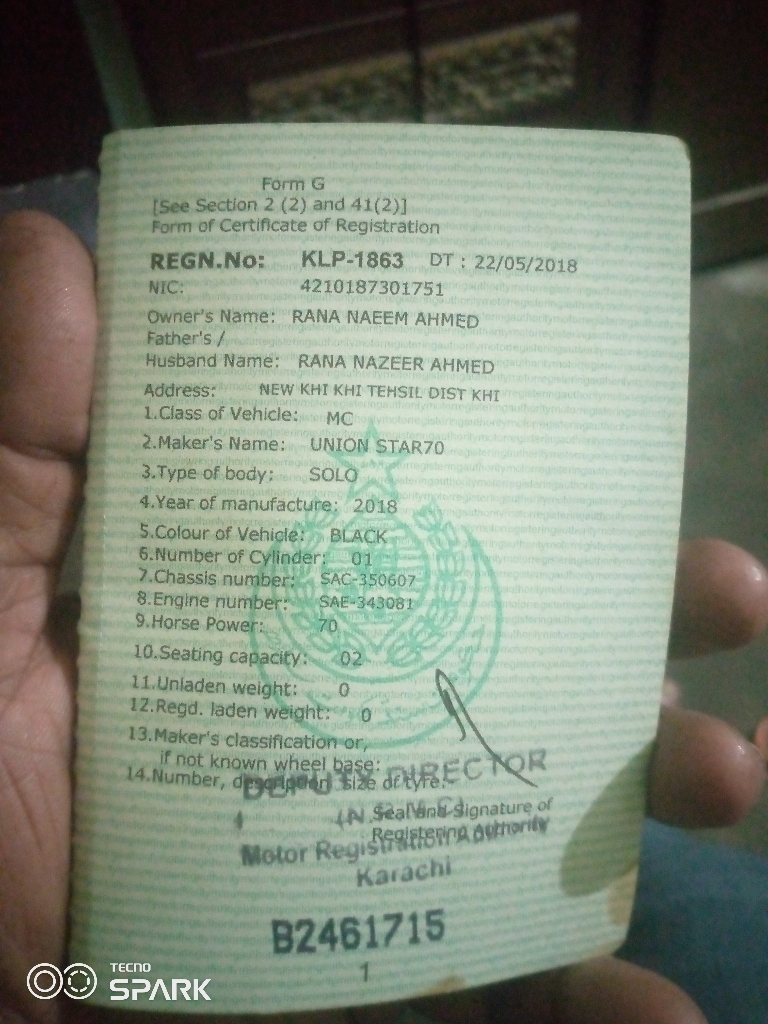 Form G
[See Section 2 (2) and 41(2)]
Form of Certificate of Registration
REGN.No: KLP-1863 DT : 22/05/2018
NIC: 4210187301751
Owner's Name: RANA NAEEM AHMED
Father's /
Husband Name: RANA NAZEER AHMED
Address: NEW KHI KHI TEHSIL DIST KHI
1.Class of Vehicle: MC
2.Maker's Name: UNION STAR70
3.Type of body: SOLO
4.Year of manufacture: 2018
5.Colour of Vehicle: BLACK
6.Number of Cylinder: 01
7.Chassis number: SAC-350607
8.Engine number: SAE-343081
9.Horse Power: 70
10.Seating capacity: 02
11.Unladen weight: 0
12.Regd. laden weight: 0
13.Maker's classification or,
if not known wheel base:
14.Number, description size of tyre:-
DEPUTY DIRECTOR
Seal and Signature of
Registering Authority
Motor Registration Authority
Karachi
B2461715
1
TECNO
SPARK